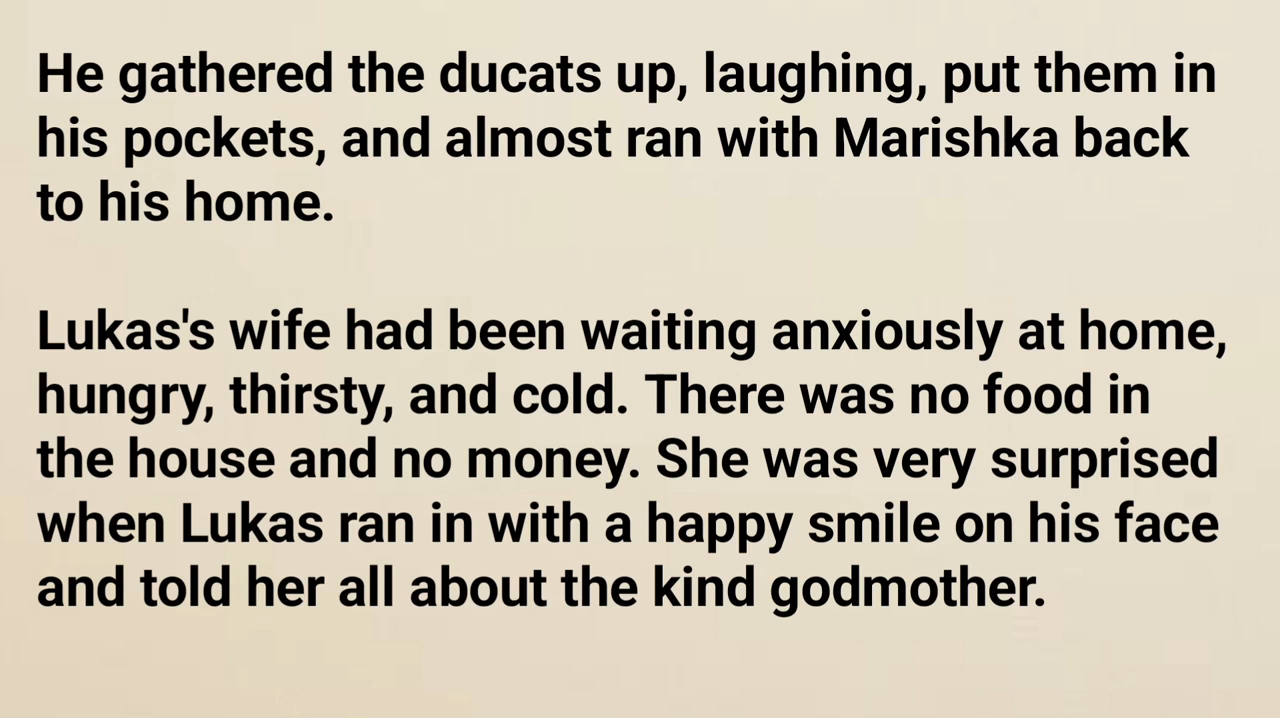 He gathered the ducats up, laughing, put them in
his pockets, and almost ran with Marishka back
to his home.
Lukas's wife had been waiting anxiously at home,
hungry, thirsty, and cold. There was no food in
the house and no money. She was very surprised
when Lukas ran in with a happy smile on his face
and told her all about the kind godmother.